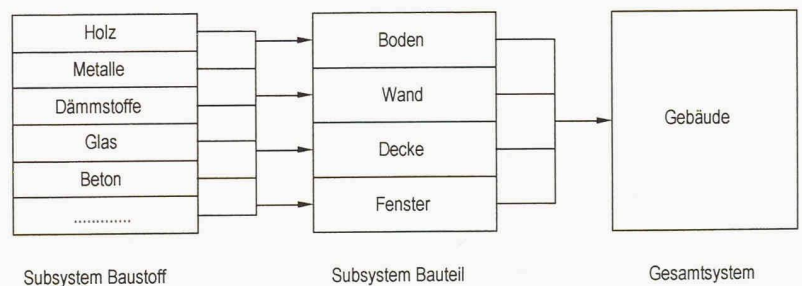 Holz
Metalle
Dämmstoffe
Glas
Beton
.............
Subsystem Baustoff
Boden
Wand
Decke
Fenster
Subsystem Bauteil
Gebäude
Gesamtsystem